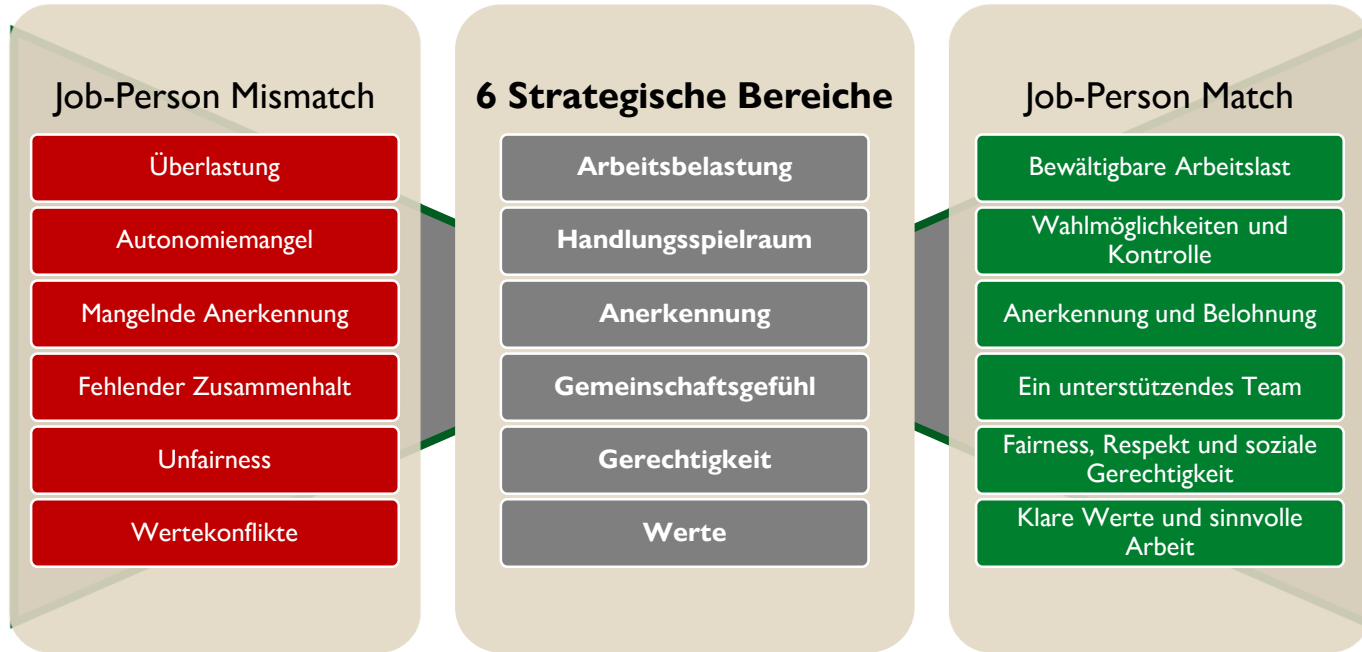 Job-Person Mismatch
Überlastung
Autonomiemangel
Mangelnde Anerkennung
Fehlender Zusammenhalt
Unfairness
Wertekonflikte
6 Strategische Bereiche
Arbeitsbelastung
Handlungsspielraum
Anerkennung
Gemeinschaftsgefühl
Gerechtigkeit
Werte
Job-Person Match
Bewältigbare Arbeitslast
Wahlmöglichkeiten und
Kontrolle
Anerkennung und Belohnung
Ein unterstützendes Team
Fairness, Respekt und soziale
Gerechtigkeit
Klare Werte und sinnvolle
Arbeit